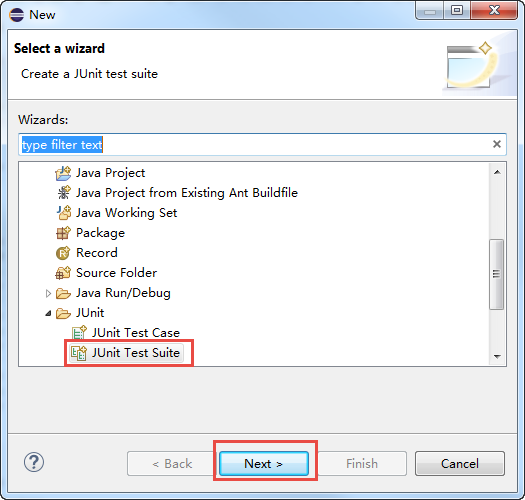 New
Select a wizard
Create a JUnit test suite
Wizards:
type filter text
Java Project
Java Project from Existing Ant Buildfile
Java Working Set
Package
Record
Source Folder
Java Run/Debug
JUnit
JUnit Test Case
JUnit Test Suite
< Back
Next >
Finish
Cancel